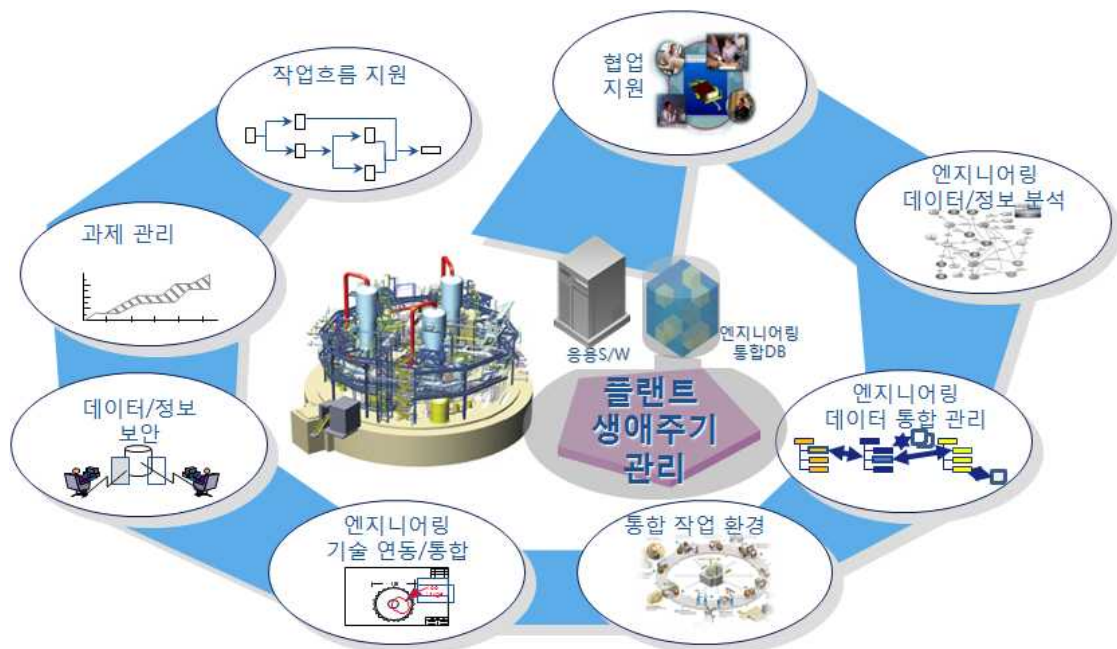 작업흐름 지원
협업
지원
엔지니어링
데이터/정보 분석
과제 관리
응용S/W
엔지니어링
통합DB
플랜트
생애주기
관리
엔지니어링
데이터 통합 관리
데이터/정보
보안
엔지니어링
기술 연동/통합
통합 작업 환경